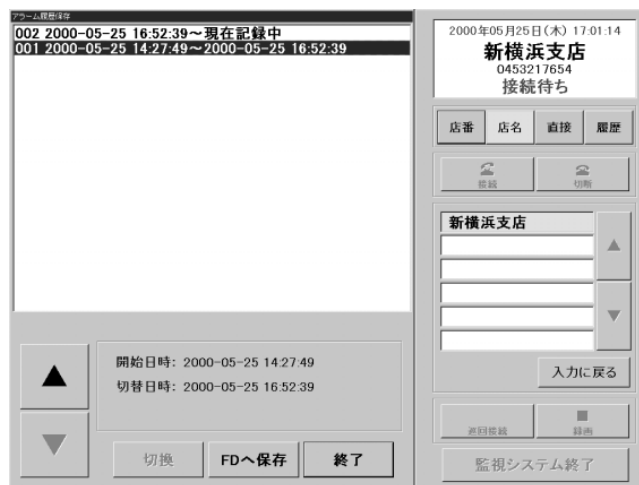 アラーム履歴保存
002 2000-05-25 16:52:39～現在記録中
001 2000-05-25 14:27:49～2000-05-25 16:52:39
開始日時: 2000-05-25 14:27:49
切替日時: 2000-05-25 16:52:39
切換
FDへ保存
終了
2000年05月25日(木) 17:01:14
新横浜支店
0453217654
接続待ち
店番
店名
直接
履歴
接続
切断
新横浜支店
入力に戻る
巡回接続
録画
監視システム終了